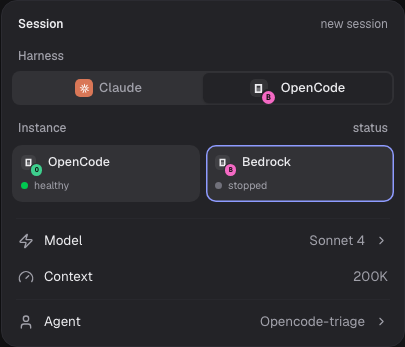 Session new session
Harness
Claude B OpenCode
Instance status
O OpenCode B Bedrock
healthy stopped
Model Sonnet 4
Context 200K
Agent Opencode-triage